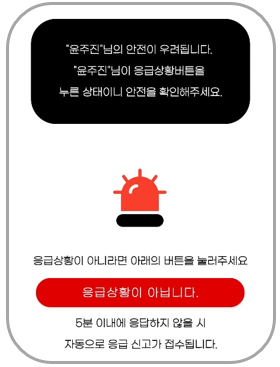 "윤주진"님의 안전이 우려됩니다.
"윤주진"님이 응급상황버튼을
누른 상태이니 안전을 확인해주세요.
응급상황이 아니라면 아래의 버튼을 눌러주세요
응급상황이 아닙니다.
5분 이내에 응답하지 않을 시
자동으로 응급 신고가 접수됩니다.